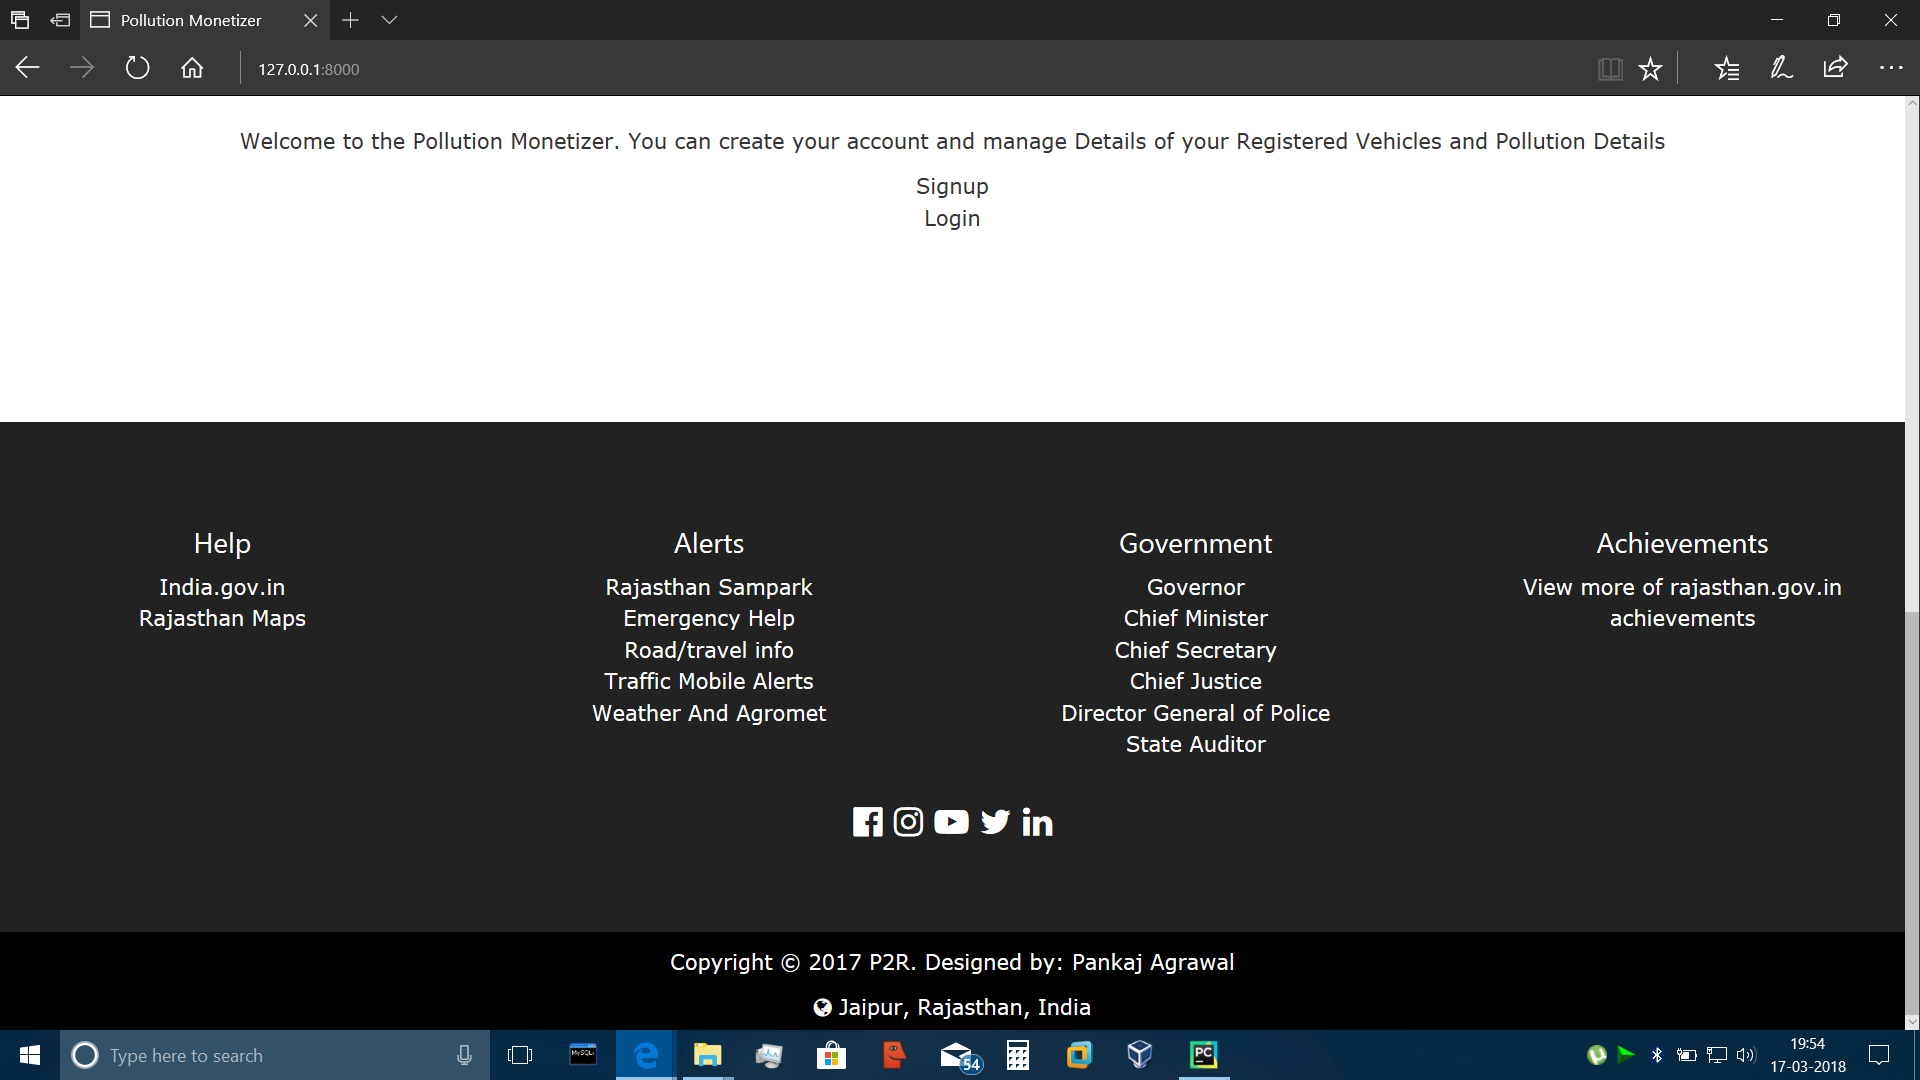 Pollution Monetizer
127.0.0.1:8000
Welcome to the Pollution Monetizer. You can create your account and manage Details of your Registered Vehicles and Pollution Details
Signup
Login
Help
India.gov.in
Rajasthan Maps
Alerts
Rajasthan Sampark
Emergency Help
Road/travel info
Traffic Mobile Alerts
Weather And Agromet
Government
Governor
Chief Minister
Chief Secretary
Chief Justice
Director General of Police
State Auditor
Achievements
View more of rajasthan.gov.in
achievements
Copyright © 2017 P2R. Designed by: Pankaj Agrawal
Jaipur, Rajasthan, India
Type here to search
54
PC
19:54
17-03-2018